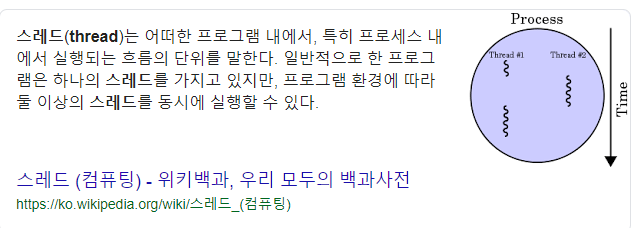 스레드(thread)는 어떠한 프로그램 내에서, 특히 프로세스 내
에서 실행되는 흐름의 단위를 말한다. 일반적으로 한 프로그
램은 하나의 스레드를 가지고 있지만, 프로그램 환경에 따라
둘 이상의 스레드를 동시에 실행할 수 있다.
스레드 (컴퓨팅) - 위키백과, 우리 모두의 백과사전
https://ko.wikipedia.org/wiki/스레드_(컴퓨팅)
Process
Thread #1
Thread #2
Time